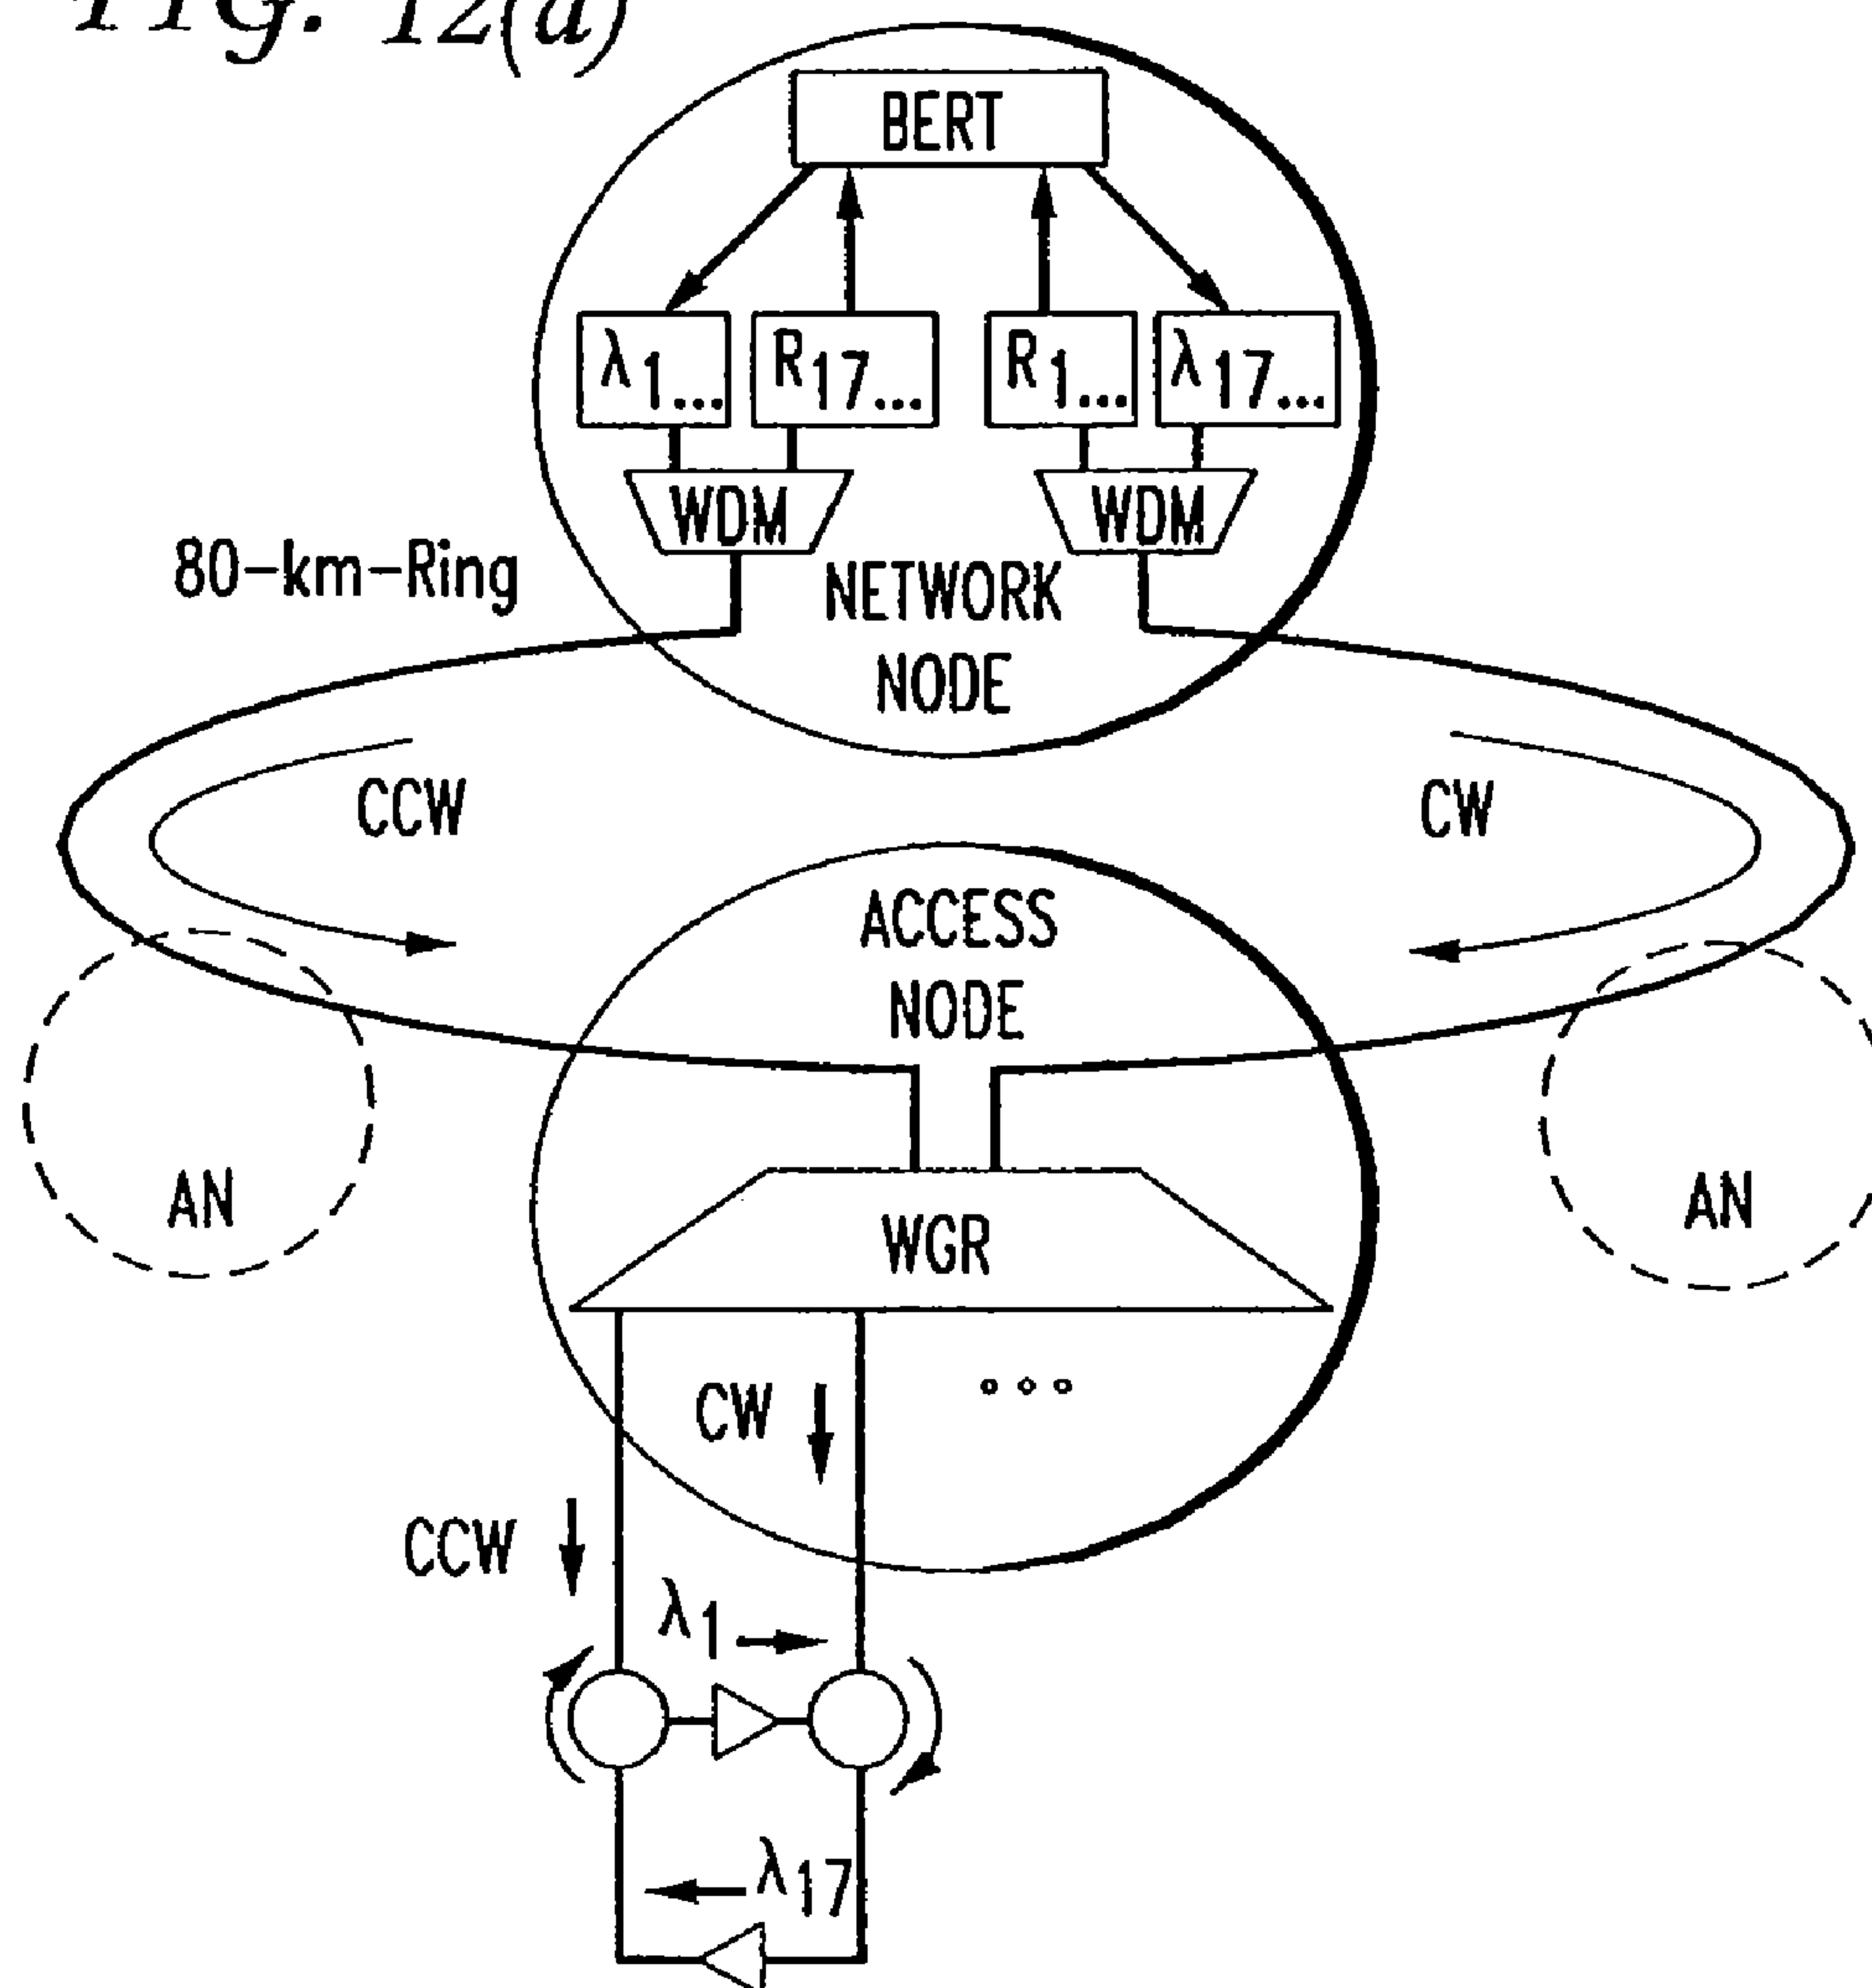 FIG. 12(a)
BERT
λ1... R17... R1... λ17...
WDM WDM
80-km-Ring
NETWORK
NODE
CCW CW
ACCESS
NODE
AN AN
WGR
CW
CCW
λ1
λ17